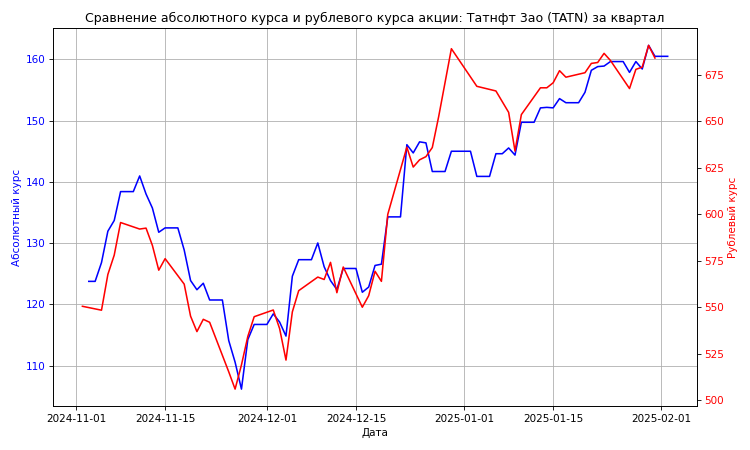 Сравнение абсолютного курса и рублевого курса акции: Татнфт 3ао (TATN) за квартал
160
150
140
130
120
110
Абсолютный курс
675
650
625
600
575
550
525
500
Рублевый курс
2024-11-01 2024-11-15 2024-12-01 2024-12-15 2025-01-01 2025-01-15 2025-02-01
Дата